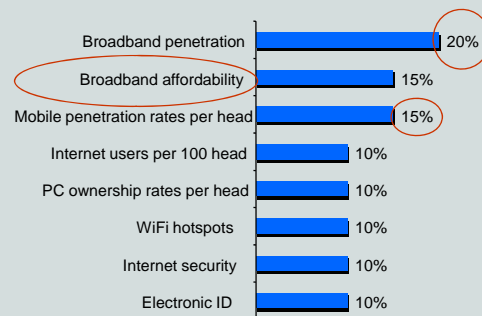 Broadband penetration 20%
Broadband affordability 15%
Mobile penetration rates per head 15%
Internet users per 100 head 10%
PC ownership rates per head 10%
WiFi hotspots 10%
Internet security 10%
Electronic ID 10%